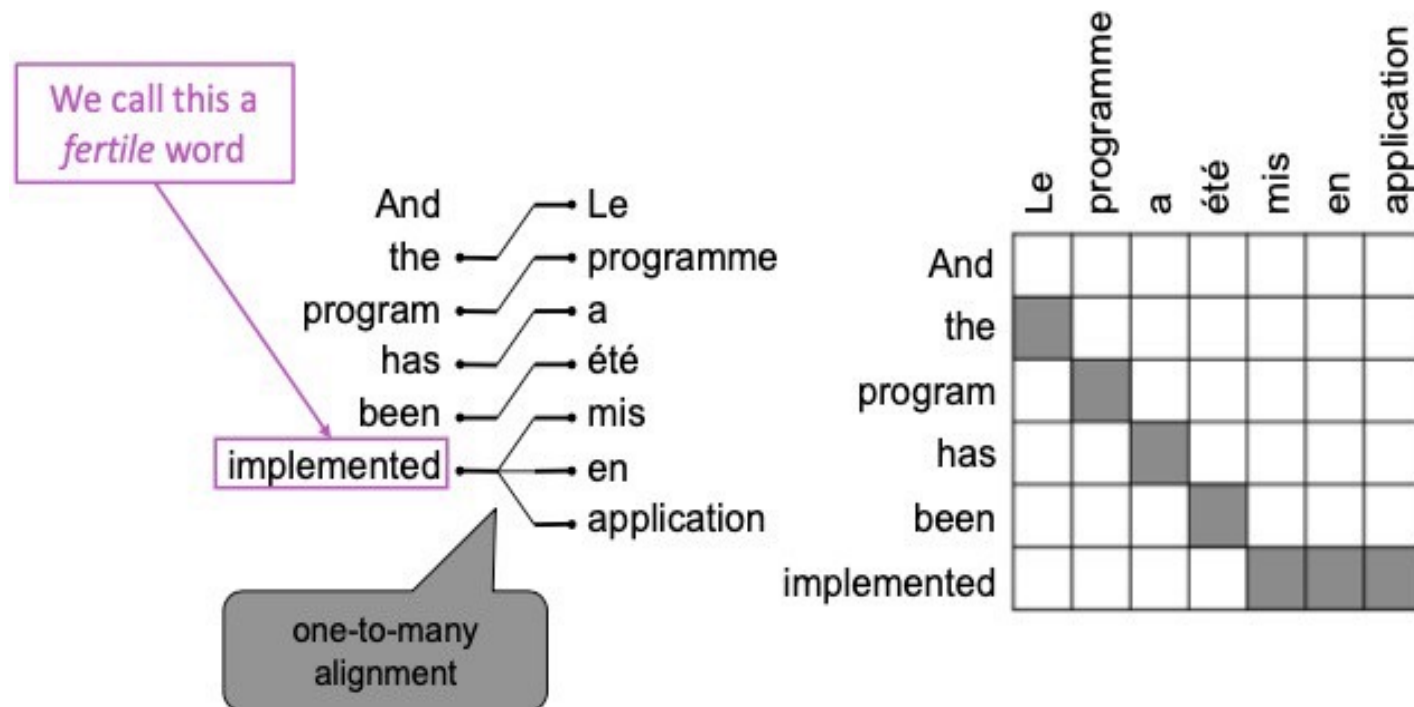 We call this a
fertile word
And
the
program
has
been
implemented
Le
programme
a
été
mis
en
application
one-to-many
alignment
Le
programme
a
été
mis
en
application
And
the
program
has
been
implemented